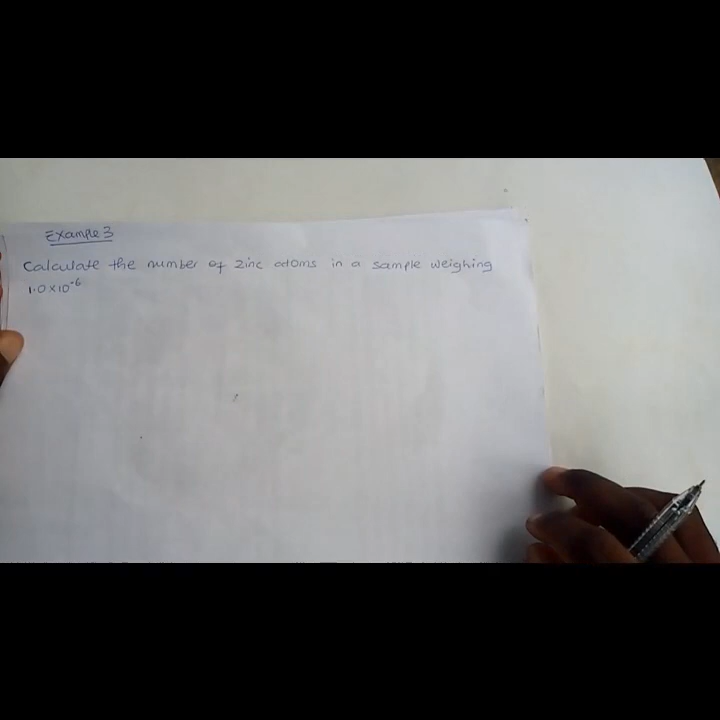 Example 3
Calculate the number of zinc atoms in a sample weighing
1.0×10⁻⁶